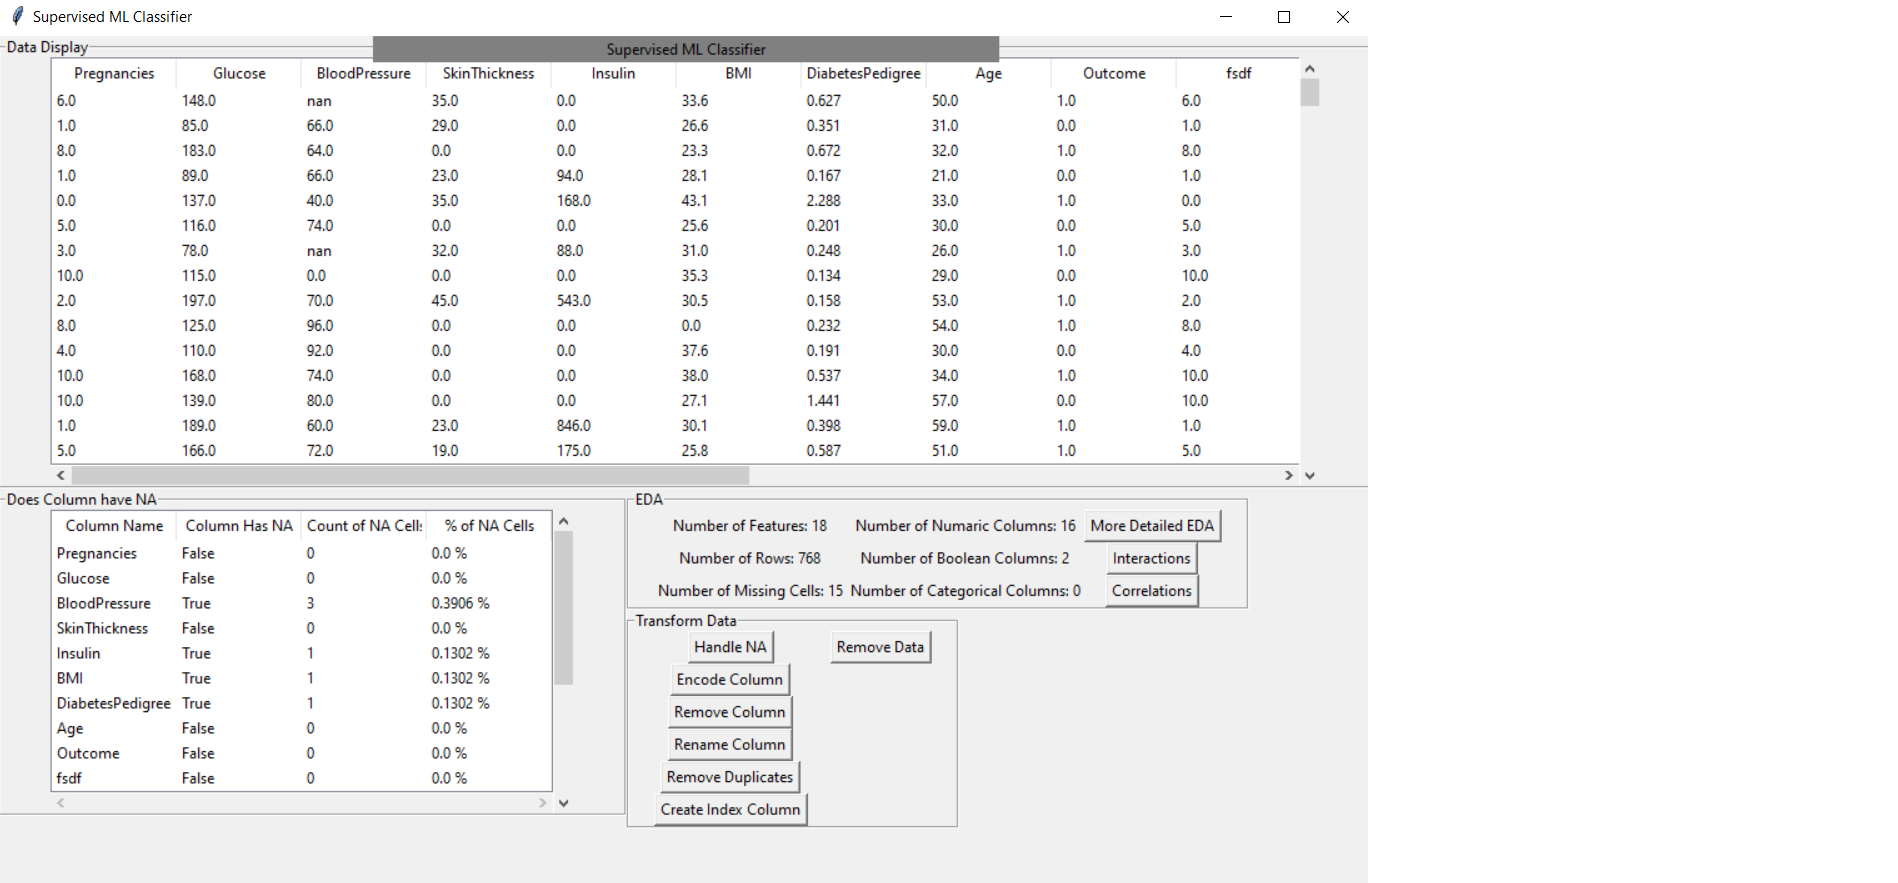 Supervised ML Classifier
Data Display
Supervised ML Classifier
Pregnancies Glucose BloodPressure SkinThickness Insulin BMI DiabetesPedigree Age Outcome fsdf
6.0 148.0 nan 35.0 0.0 33.6 0.627 50.0 1.0 6.0
1.0 85.0 66.0 29.0 0.0 26.6 0.351 31.0 0.0 1.0
8.0 183.0 64.0 0.0 0.0 23.3 0.672 32.0 1.0 8.0
1.0 89.0 66.0 23.0 94.0 28.1 0.167 21.0 0.0 1.0
0.0 137.0 40.0 35.0 168.0 43.1 2.288 33.0 1.0 0.0
5.0 116.0 74.0 0.0 0.0 25.6 0.201 30.0 0.0 5.0
3.0 78.0 nan 32.0 88.0 31.0 0.248 26.0 1.0 3.0
10.0 115.0 0.0 0.0 0.0 35.3 0.134 29.0 0.0 10.0
2.0 197.0 70.0 45.0 543.0 30.5 0.158 53.0 1.0 2.0
8.0 125.0 96.0 0.0 0.0 0.0 0.232 54.0 1.0 8.0
4.0 110.0 92.0 0.0 0.0 37.6 0.191 30.0 0.0 4.0
10.0 168.0 74.0 0.0 0.0 38.0 0.537 34.0 1.0 10.0
10.0 139.0 80.0 0.0 0.0 27.1 1.441 57.0 0.0 10.0
1.0 189.0 60.0 23.0 846.0 30.1 0.398 59.0 1.0 1.0
5.0 166.0 72.0 19.0 175.0 25.8 0.587 51.0 1.0 5.0
Does Column have NA
Column Name Column Has NA Count of NA Cells % of NA Cells
Pregnancies False 0 0.0 %
Glucose False 0 0.0 %
BloodPressure True 3 0.3906 %
SkinThickness False 0 0.0 %
Insulin True 1 0.1302 %
BMI True 1 0.1302 %
DiabetesPedigree True 1 0.1302 %
Age False 0 0.0 %
Outcome False 0 0.0 %
fsdf False 0 0.0 %
EDA
Number of Features: 18 Number of Numaric Columns: 16 More Detailed EDA
Number of Rows: 768 Number of Boolean Columns: 2 Interactions
Number of Missing Cells: 15 Number of Categorical Columns: 0 Correlations
Transform Data
Handle NA Remove Data
Encode Column
Remove Column
Rename Column
Remove Duplicates
Create Index Column